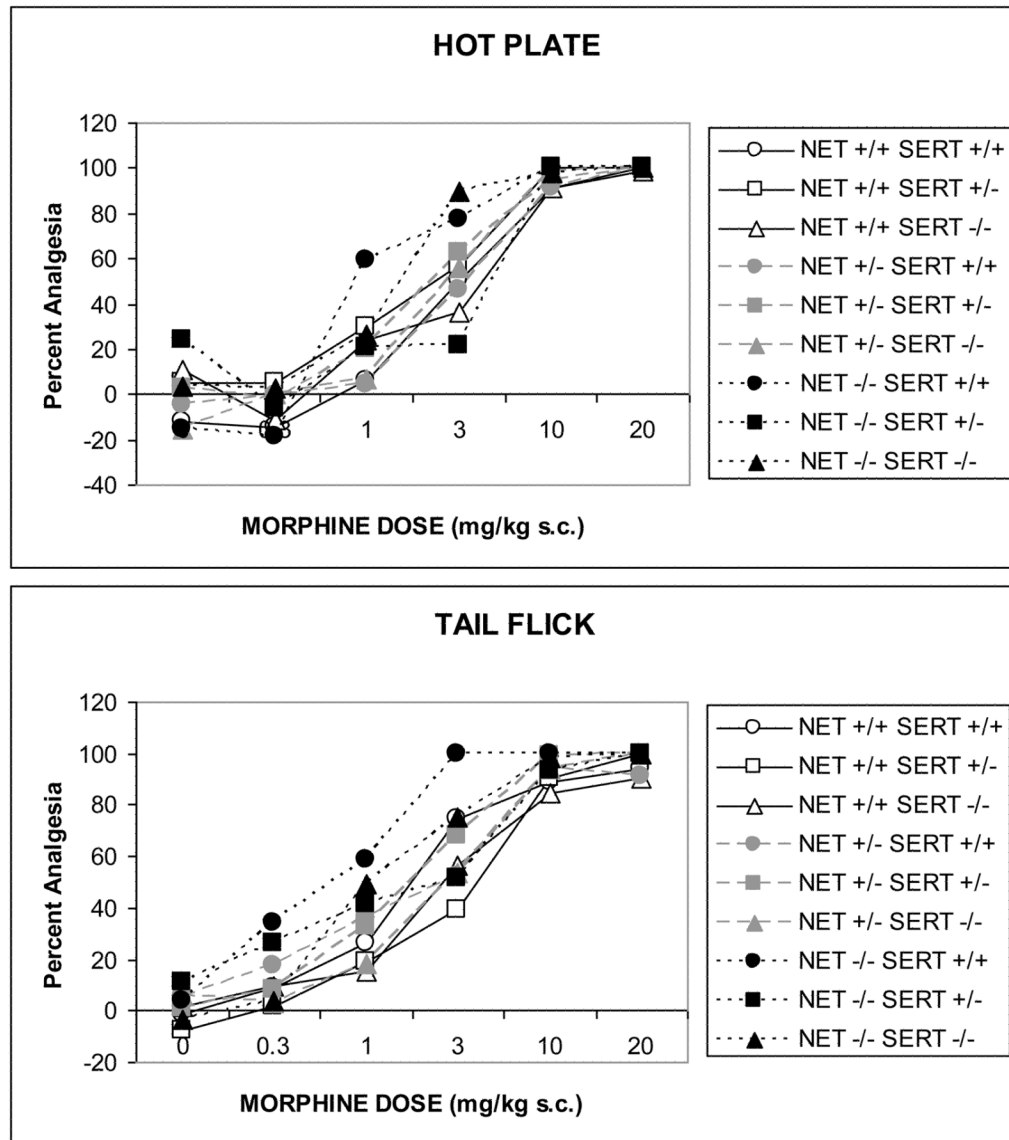 HOT PLATE
120
100
80
60
40
20
0
-20
-40
Percent Analgesia
1 3 10 20
MORPHINE DOSE (mg/kg s.c.)
NET +/+ SERT +/+
NET +/+ SERT +/-
NET +/+ SERT -/-
NET +/- SERT +/+
NET +/- SERT +/-
NET +/- SERT -/-
NET -/- SERT +/+
NET -/- SERT +/-
NET -/- SERT -/-
TAIL FLICK
120
100
80
60
40
20
0
-20
Percent Analgesia
0 0.3 1 3 10 20
MORPHINE DOSE (mg/kg s.c.)
NET +/+ SERT +/+
NET +/+ SERT +/-
NET +/+ SERT -/-
NET +/- SERT +/+
NET +/- SERT +/-
NET +/- SERT -/-
NET -/- SERT +/+
NET -/- SERT +/-
NET -/- SERT -/-